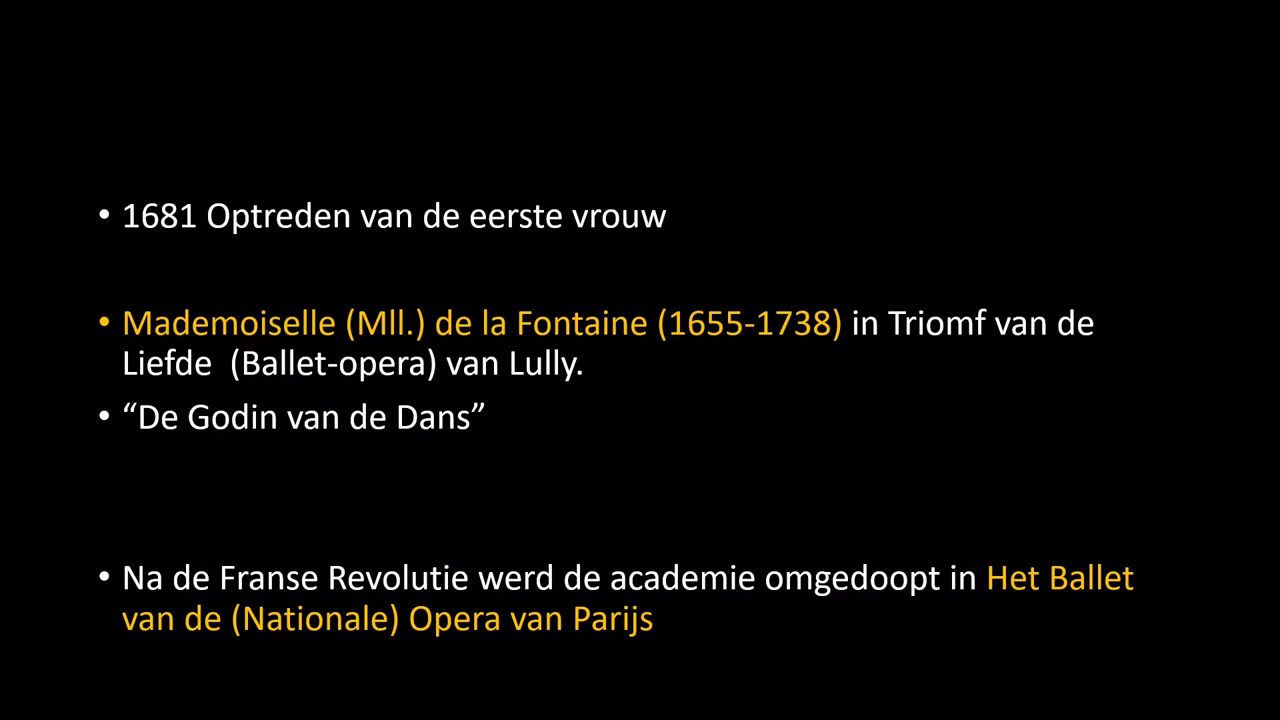 • 1681 Optreden van de eerste vrouw
• Mademoiselle (Mll.) de la Fontaine (1655-1738) in Triomf van de
Liefde  (Ballet-opera) van Lully.
• “De Godin van de Dans”
• Na de Franse Revolutie werd de academie omgedoopt in Het Ballet
van de (Nationale) Opera van Parijs